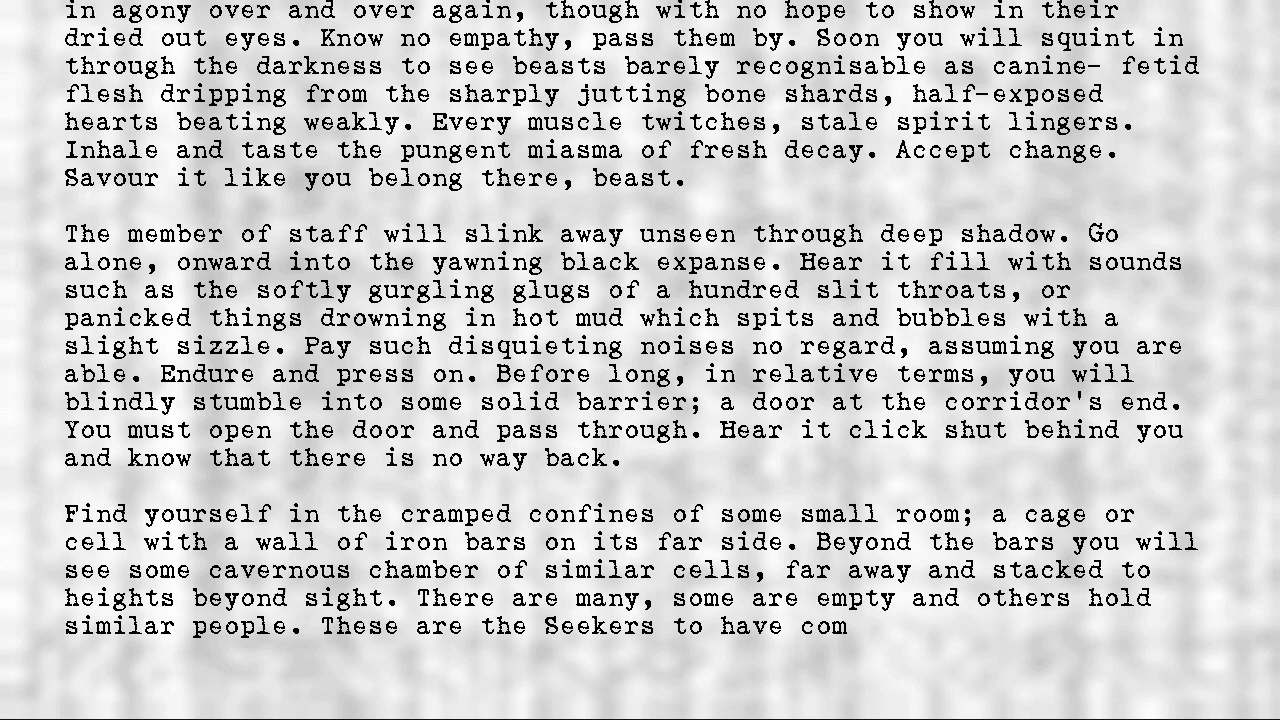 in agony over and over again, though with no hope to show in their
dried out eyes. Know no empathy, pass them by. Soon you will squint in
through the darkness to see beasts barely recognisable as canine- fetid
flesh dripping from the sharply jutting bone shards, half-exposed
hearts beating weakly. Every muscle twitches, stale spirit lingers.
Inhale and taste the pungent miasma of fresh decay. Accept change.
Savour it like you belong there, beast.

The member of staff will slink away unseen through deep shadow. Go
alone, onward into the yawning black expanse. Hear it fill with sounds
such as the softly gurgling glugs of a hundred slit throats, or
panicked things drowning in hot mud which spits and bubbles with a
slight sizzle. Pay such disquieting noises no regard, assuming you are
able. Endure and press on. Before long, in relative terms, you will
blindly stumble into some solid barrier; a door at the corridor's end.
You must open the door and pass through. Hear it click shut behind you
and know that there is no way back.

Find yourself in the cramped confines of some small room; a cage or
cell with a wall of iron bars on its far side. Beyond the bars you will
see some cavernous chamber of similar cells, far away and stacked to
heights beyond sight. There are many, some are empty and others hold
similar people. These are the Seekers to have com